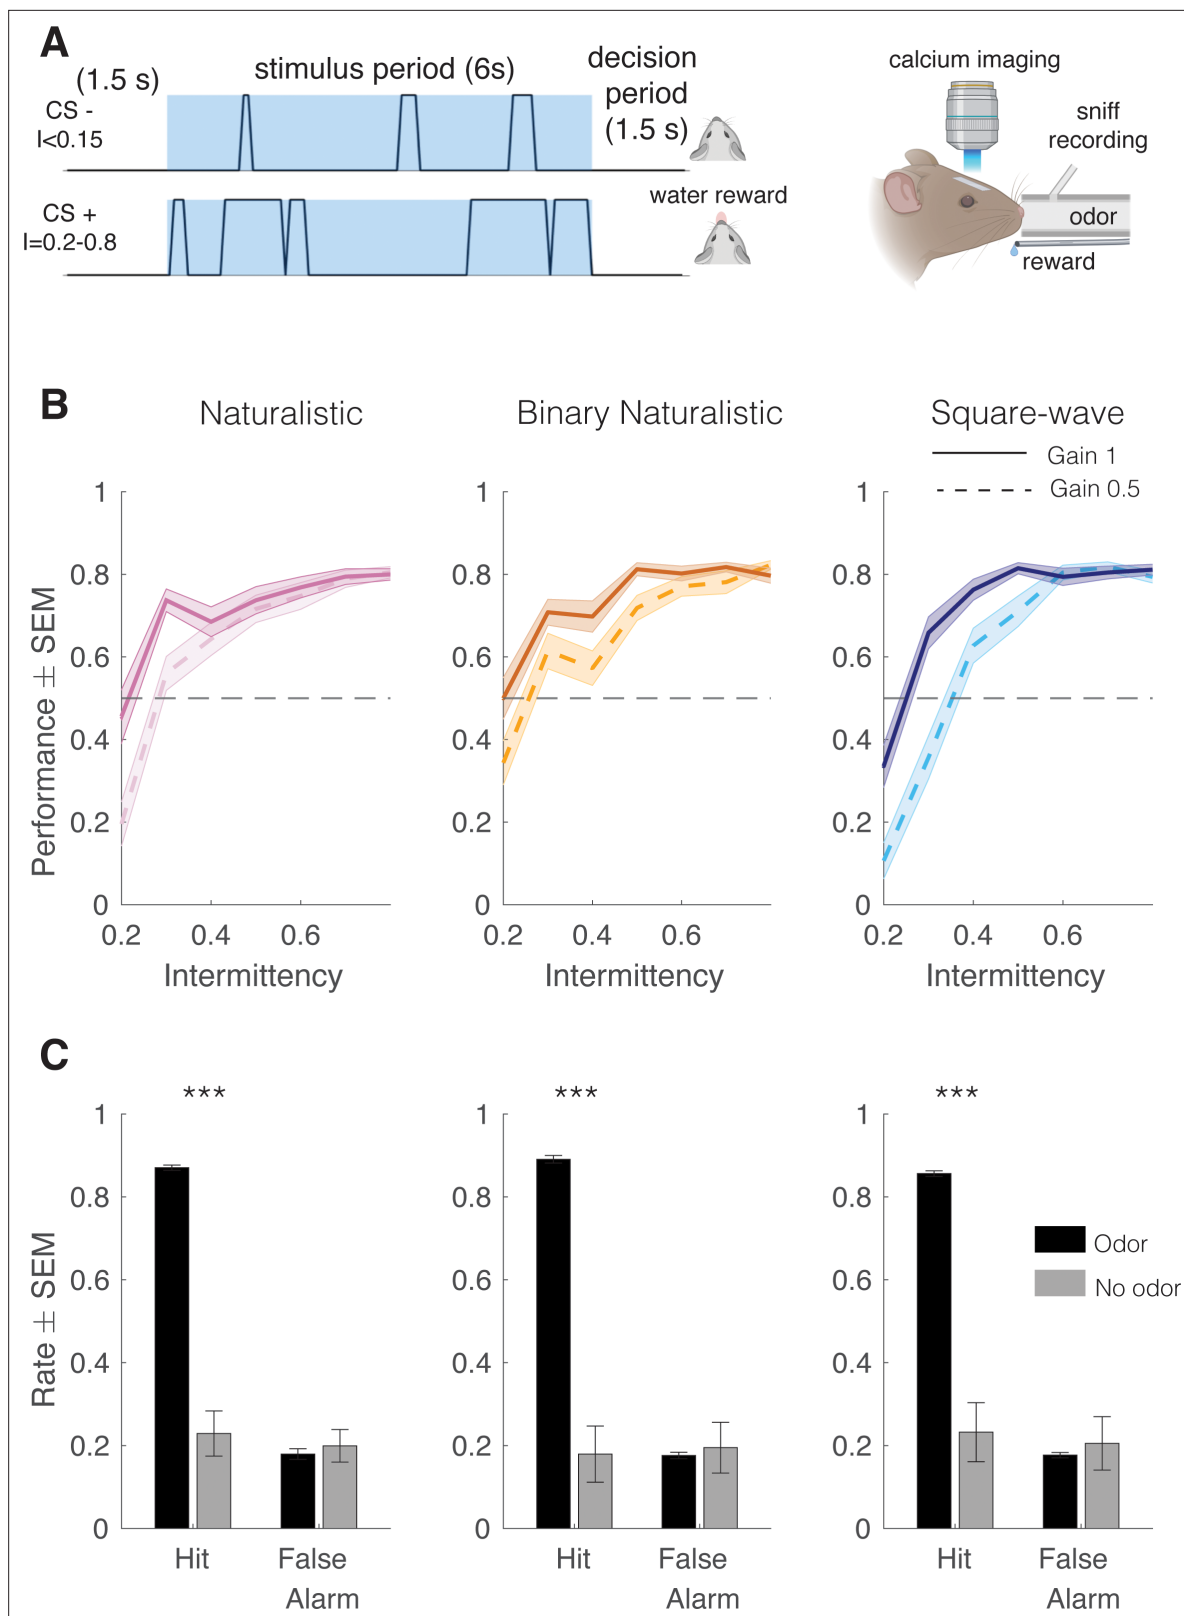 A
(1.5 s)
stimulus period (6s)
decision
period
(1.5 s)
CS -
I<0.15
CS +
I=0.2-0.8
water reward
calcium imaging
sniff
recording
odor
reward
B
Naturalistic
Binary Naturalistic
Square-wave
Gain 1
Gain 0.5
Performance ± SEM
1
0.8
0.6
0.4
0.2
0
0.2 0.4 0.6
Intermittency
1
0.8
0.6
0.4
0.2
0
0.2 0.4 0.6
Intermittency
1
0.8
0.6
0.4
0.2
0
0.2 0.4 0.6
Intermittency
C
Rate ± SEM
***
1
0.8
0.6
0.4
0.2
0
Hit False
Alarm
***
1
0.8
0.6
0.4
0.2
0
Hit False
Alarm
***
1
0.8
0.6
0.4
0.2
0
Hit False
Alarm
Odor
No odor